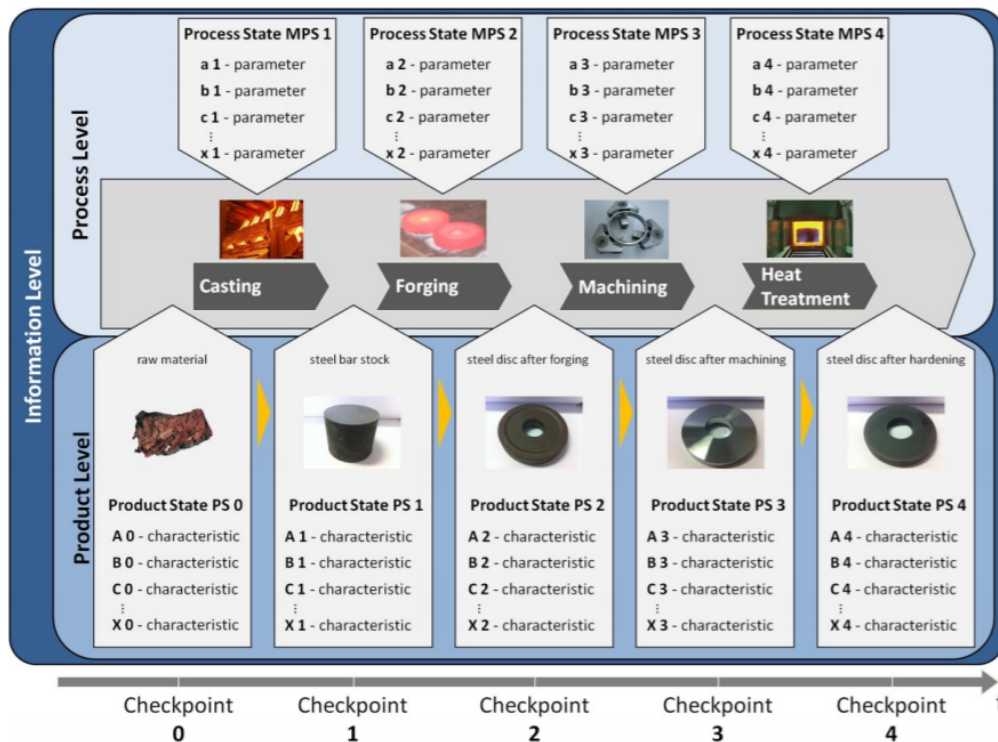 Information Level
Process Level
Process State MPS 1
a 1 - parameter
b 1 - parameter
c 1 - parameter
⋮
x 1 - parameter
Process State MPS 2
a 2 - parameter
b 2 - parameter
c 2 - parameter
⋮
x 2 - parameter
Process State MPS 3
a 3 - parameter
b 3 - parameter
c 3 - parameter
⋮
x 3 - parameter
Process State MPS 4
a 4 - parameter
b 4 - parameter
c 4 - parameter
⋮
x 4 - parameter
Casting
Forging
Machining
Heat
Treatment
Product Level
raw material
Product State PS 0
A 0 - characteristic
B 0 - characteristic
C 0 - characteristic
⋮
X 0 - characteristic
steel bar stock
Product State PS 1
A 1 - characteristic
B 1 - characteristic
C 1 - characteristic
⋮
X 1 - characteristic
steel disc after forging
Product State PS 2
A 2 - characteristic
B 2 - characteristic
C 2 - characteristic
⋮
X 2 - characteristic
steel disc after machining
Product State PS 3
A 3 - characteristic
B 3 - characteristic
C 3 - characteristic
⋮
X 3 - characteristic
steel disc after hardening
Product State PS 4
A 4 - characteristic
B 4 - characteristic
C 4 - characteristic
⋮
X 4 - characteristic
Checkpoint
0
Checkpoint
1
Checkpoint
2
Checkpoint
3
Checkpoint
4
t